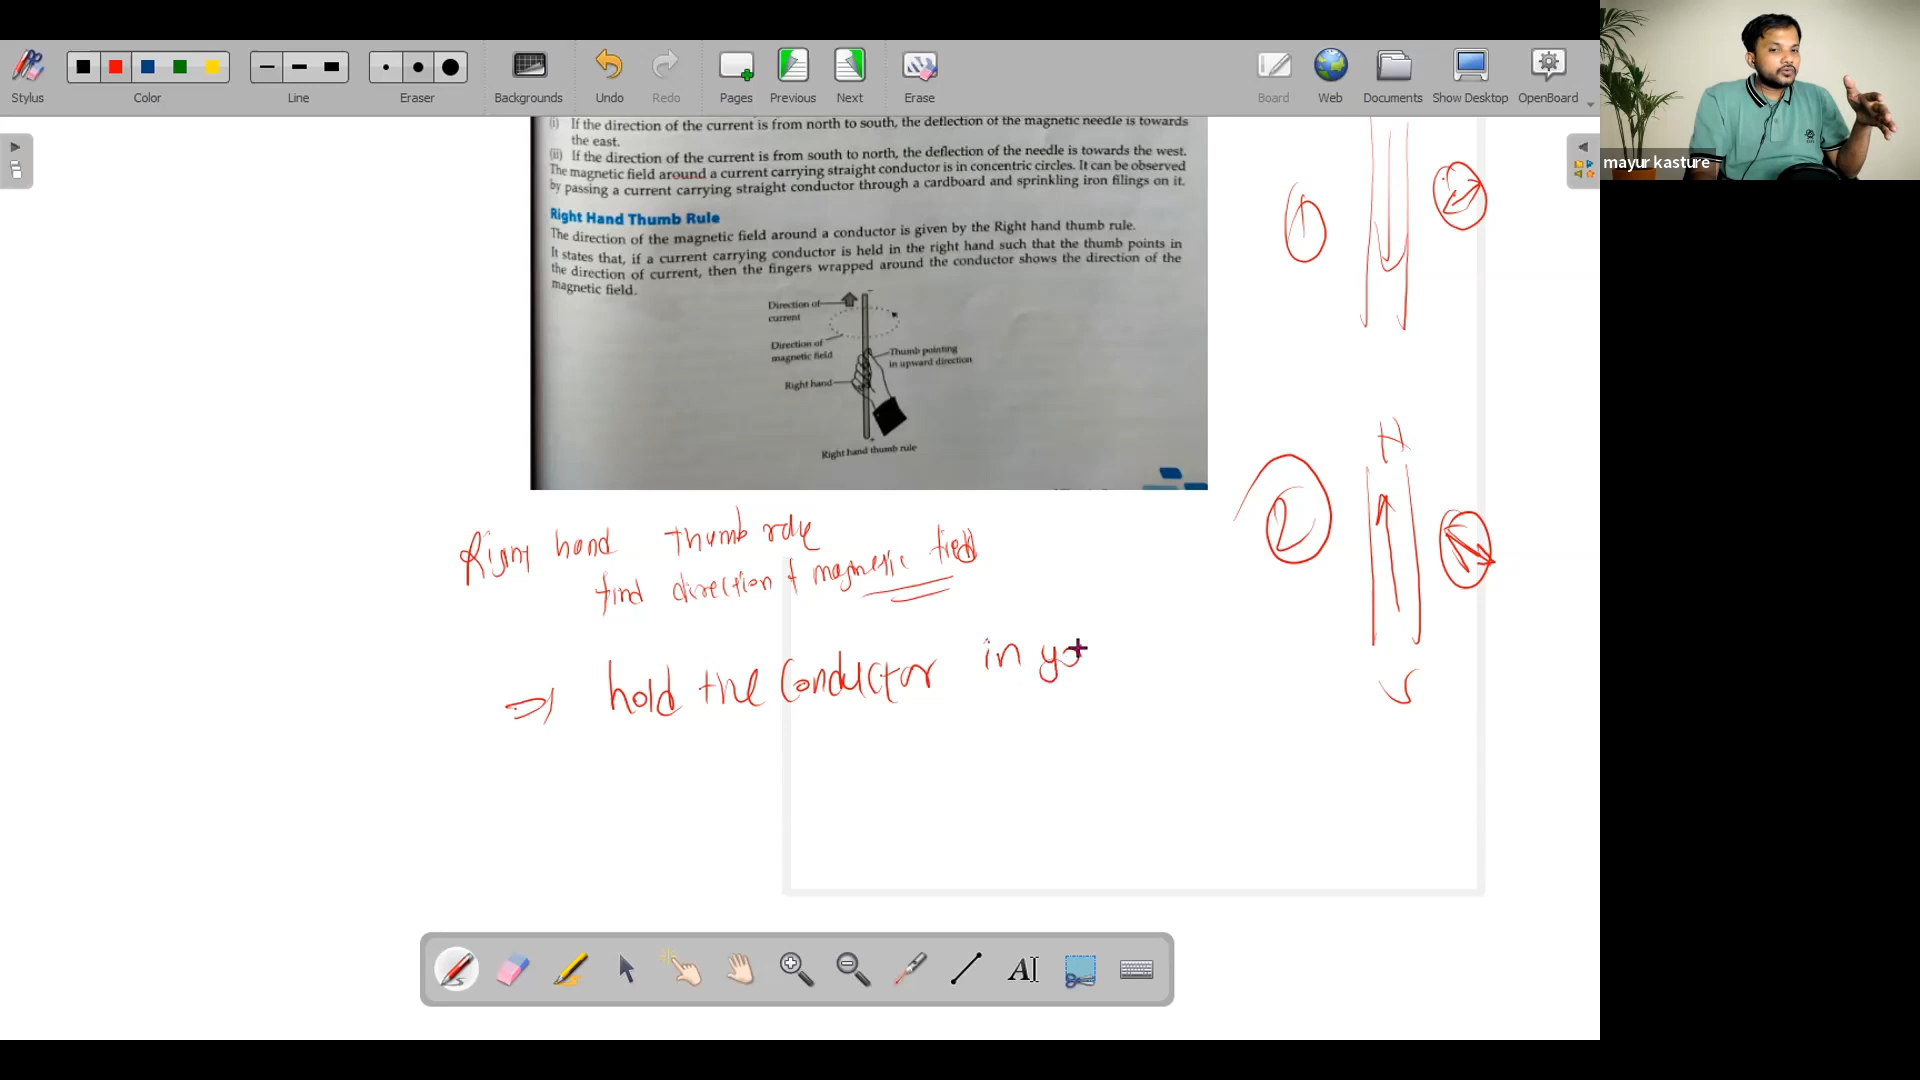 Stylus
Color
Line
Eraser
Backgrounds
Undo
Redo
Pages
Previous
Next
Erase
Board
Web
Documents
Show Desktop
OpenBoard
mayur kasture
(i) If the direction of the current is from north to south, the deflection of the magnetic needle is towards
the east.
(ii) If the direction of the current is from south to north, the deflection of the needle is towards the west.
The magnetic field around a current carrying straight conductor is in concentric circles. It can be observed
by passing a current carrying straight conductor through a cardboard and sprinkling iron filings on it.
Right Hand Thumb Rule
The direction of the magnetic field around a conductor is given by the Right hand thumb rule.
It states that, if a current carrying conductor is held in the right hand such that the thumb points in
the direction of current, then the fingers wrapped around the conductor shows the direction of the
magnetic field.
Direction of
current
Direction of
magnetic field
Thumb pointing
in upward direction
Right hand
Right hand thumb rule
1
2
S
Right hand thumb rule
find direction of magnetic field
hold the Conductor in yo
AI